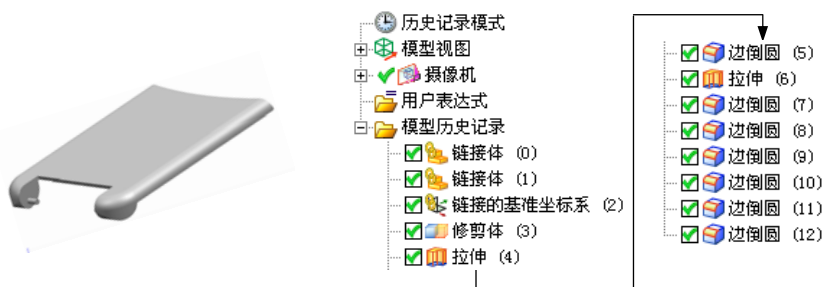 历史记录模式
模型视图
摄像机
用户表达式
模型历史记录
链接体 (0)
链接体 (1)
链接的基准坐标系 (2)
修剪体 (3)
拉伸 (4)
边倒圆 (5)
拉伸 (6)
边倒圆 (7)
边倒圆 (8)
边倒圆 (9)
边倒圆 (10)
边倒圆 (11)
边倒圆 (12)